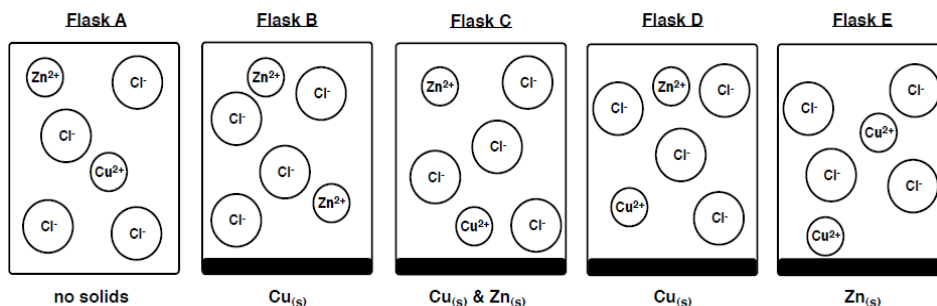 Flask A
Flask B
Flask C
Flask D
Flask E
Zn2+
Cl-
Cl-
Cu2+
Cl-
Cl-
Zn2+
Cl-
Cl-
Cl-
Zn2+
Cl-
Zn2+
Cl-
Cl-
Cl-
Cu2+
Cl-
Cl-
Zn2+
Cl-
Cl-
Cu2+
Cl-
Cl-
Cl-
Cu2+
Cl-
Cl-
Cu2+
no solids
Cu(s)
Cu(s) & Zn(s)
Cu(s)
Zn(s)